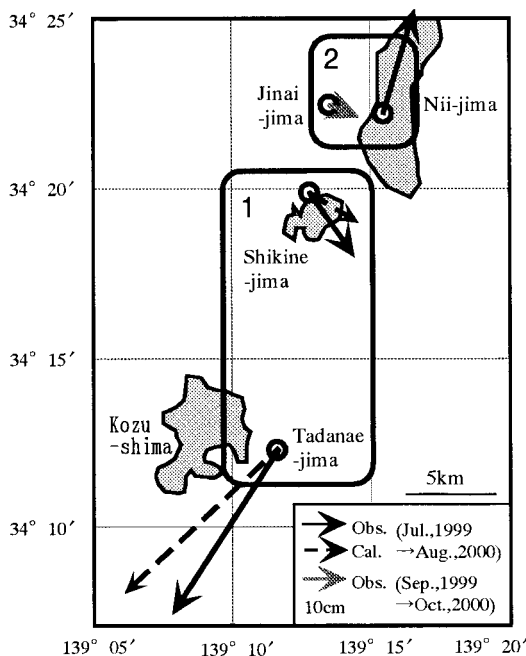 34° 25′
2
Jinai
-jima
Nii-jima
34° 20′
1
Shikine
-jima
34° 15′
Kozu
-shima
Tadanae
-jima
5km
34° 10′
Obs. (Jul.,1999
Cal. →Aug.,2000)
Obs. (Sep.,1999
10cm →Oct.,2000)
139° 05′ 139° 10′ 139° 15′ 139° 20′